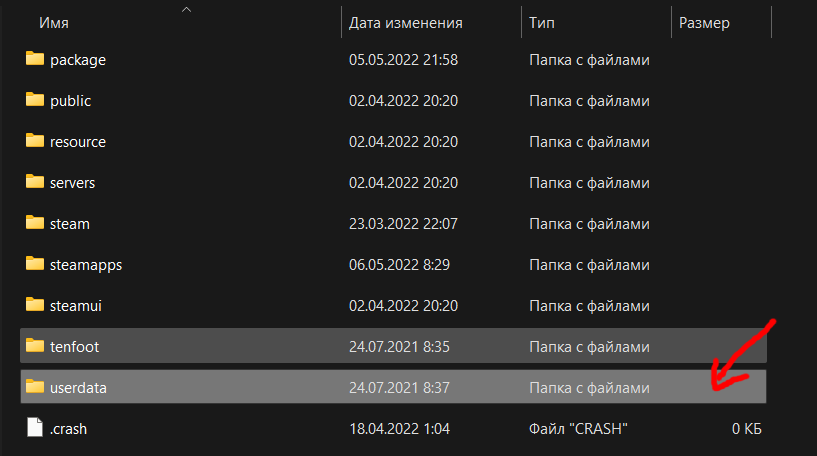 Имя Дата изменения Тип Размер
package 05.05.2022 21:58 Папка с файлами
public 02.04.2022 20:20 Папка с файлами
resource 02.04.2022 20:20 Папка с файлами
servers 02.04.2022 20:20 Папка с файлами
steam 23.03.2022 22:07 Папка с файлами
steamapps 06.05.2022 8:29 Папка с файлами
steamui 02.04.2022 20:20 Папка с файлами
tenfoot 24.07.2021 8:35 Папка с файлами
userdata 24.07.2021 8:37 Папка с файлами
.crash 18.04.2022 1:04 Файл "CRASH" 0 КБ